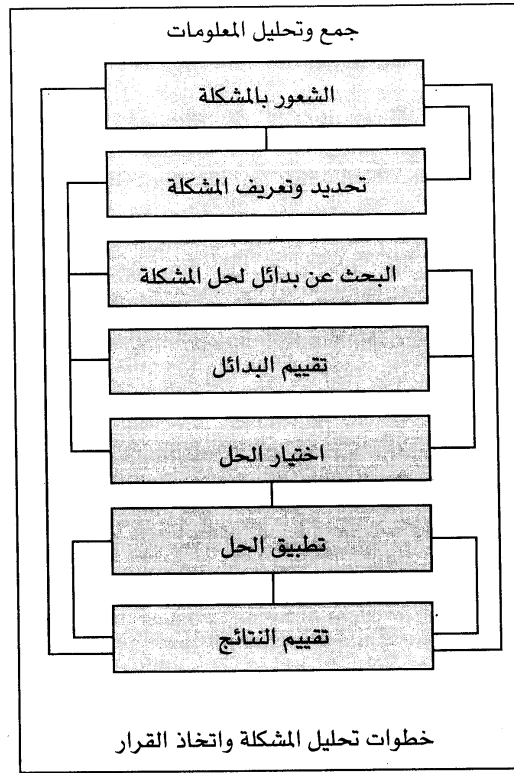 جمع وتحليل المعلومات
الشعور بالمشكلة
تحديد وتعريف المشكلة
البحث عن بدائل لحل المشكلة
تقييم البدائل
اختيار الحل
تطبيق الحل
تقييم النتائج
خطوات تحليل المشكلة واتخاذ القرار